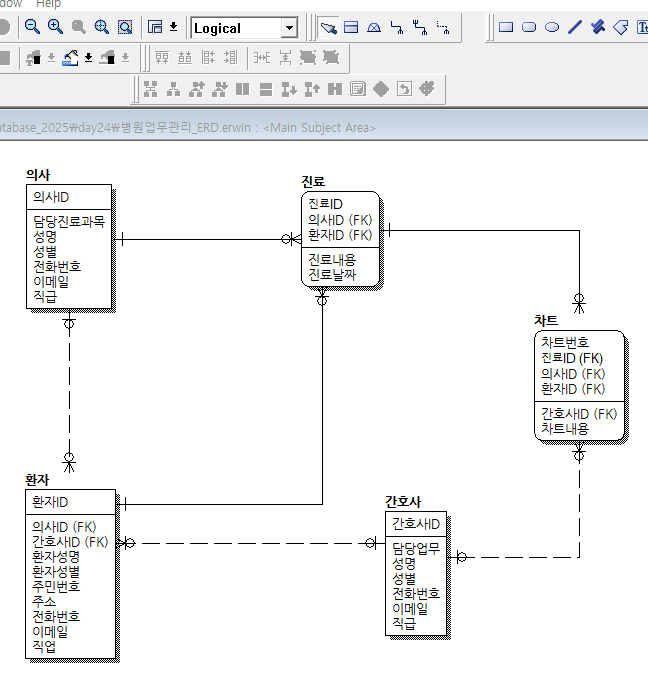 dow Help
Logical
atabase_2025₩day24₩병원업무관리_ERD.erwin : <Main Subject Area>
의사
의사ID
담당진료과목
성명
성별
전화번호
이메일
직급
진료
진료ID
의사ID (FK)
환자ID (FK)
진료내용
진료날짜
차트
차트번호
진료ID (FK)
의사ID (FK)
환자ID (FK)
간호사ID (FK)
차트내용
환자
환자ID
의사ID (FK)
간호사ID (FK)
환자성명
환자성별
주민번호
주소
전화번호
이메일
직업
간호사
간호사ID
담당업무
성명
성별
전화번호
이메일
직급